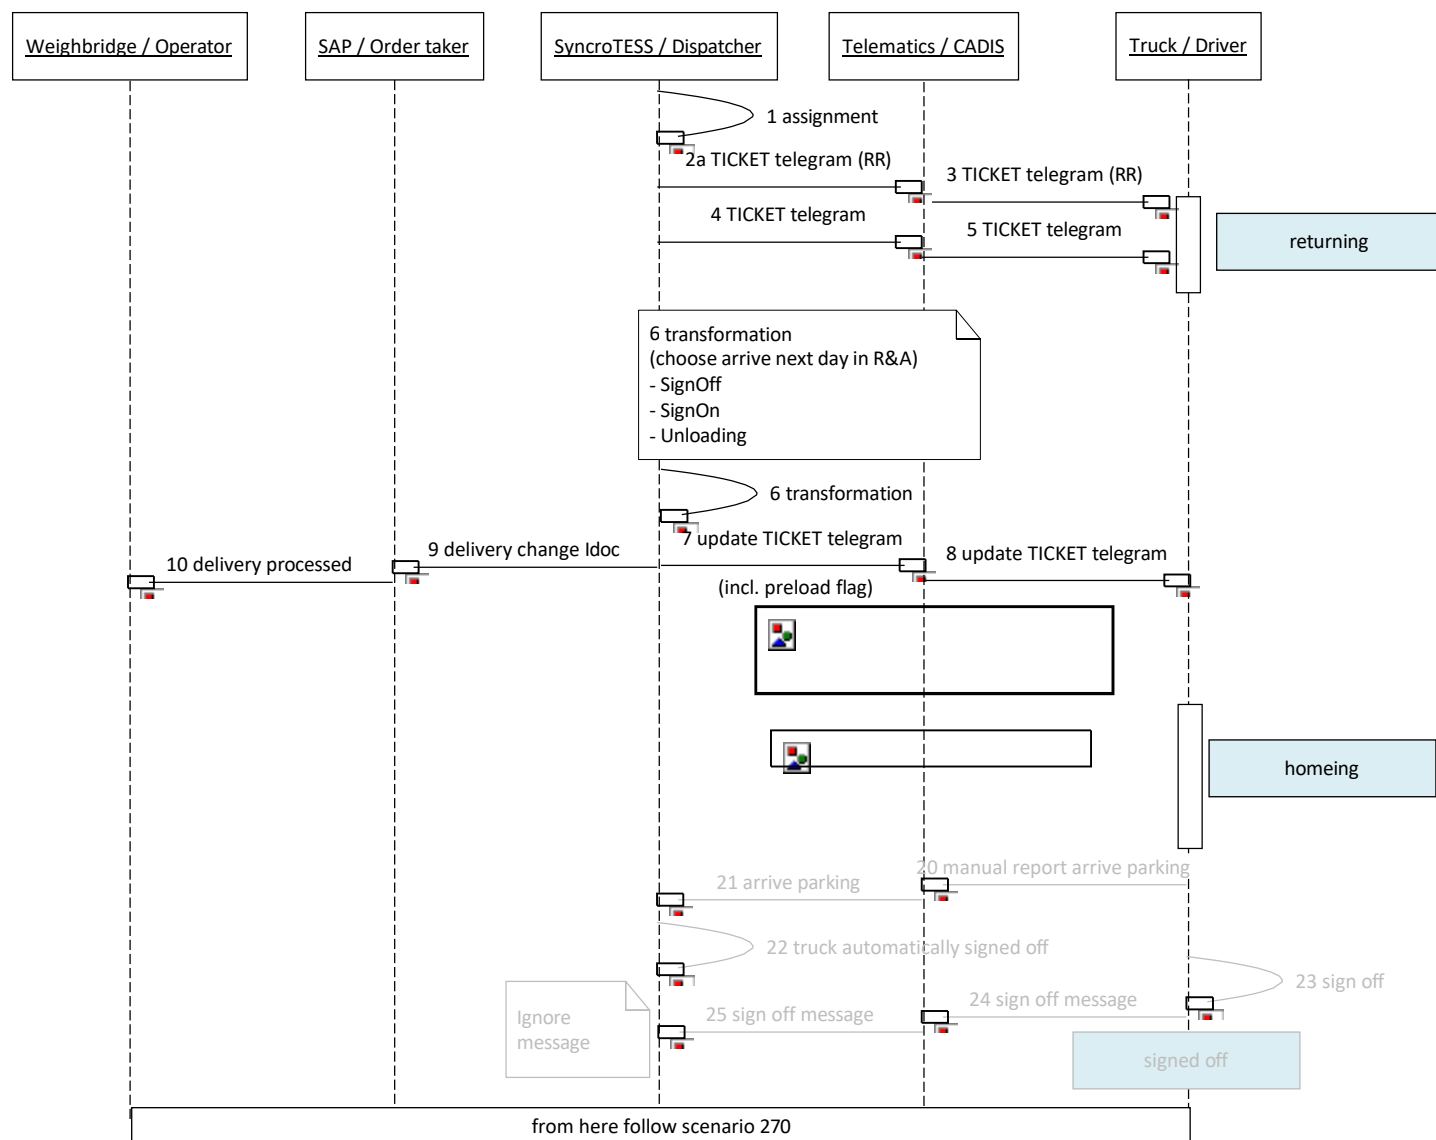 Weighbridge / Operator
SAP / Order taker
SyncroTESS / Dispatcher
Telematics / CADIS
Truck / Driver
1 assignment
2a TICKET telegram (RR)
3 TICKET telegram (RR)
4 TICKET telegram
5 TICKET telegram
returning
6 transformation
(choose arrive next day in R&A)
- SignOff
- SignOn
- Unloading
6 transformation
7 update TICKET telegram
8 update TICKET telegram
9 delivery change Idoc
10 delivery processed
(incl. preload flag)
homeing
20 manual report arrive parking
21 arrive parking
22 truck automatically signed off
23 sign off
24 sign off message
25 sign off message
Ignore
message
signed off
from here follow scenario 270